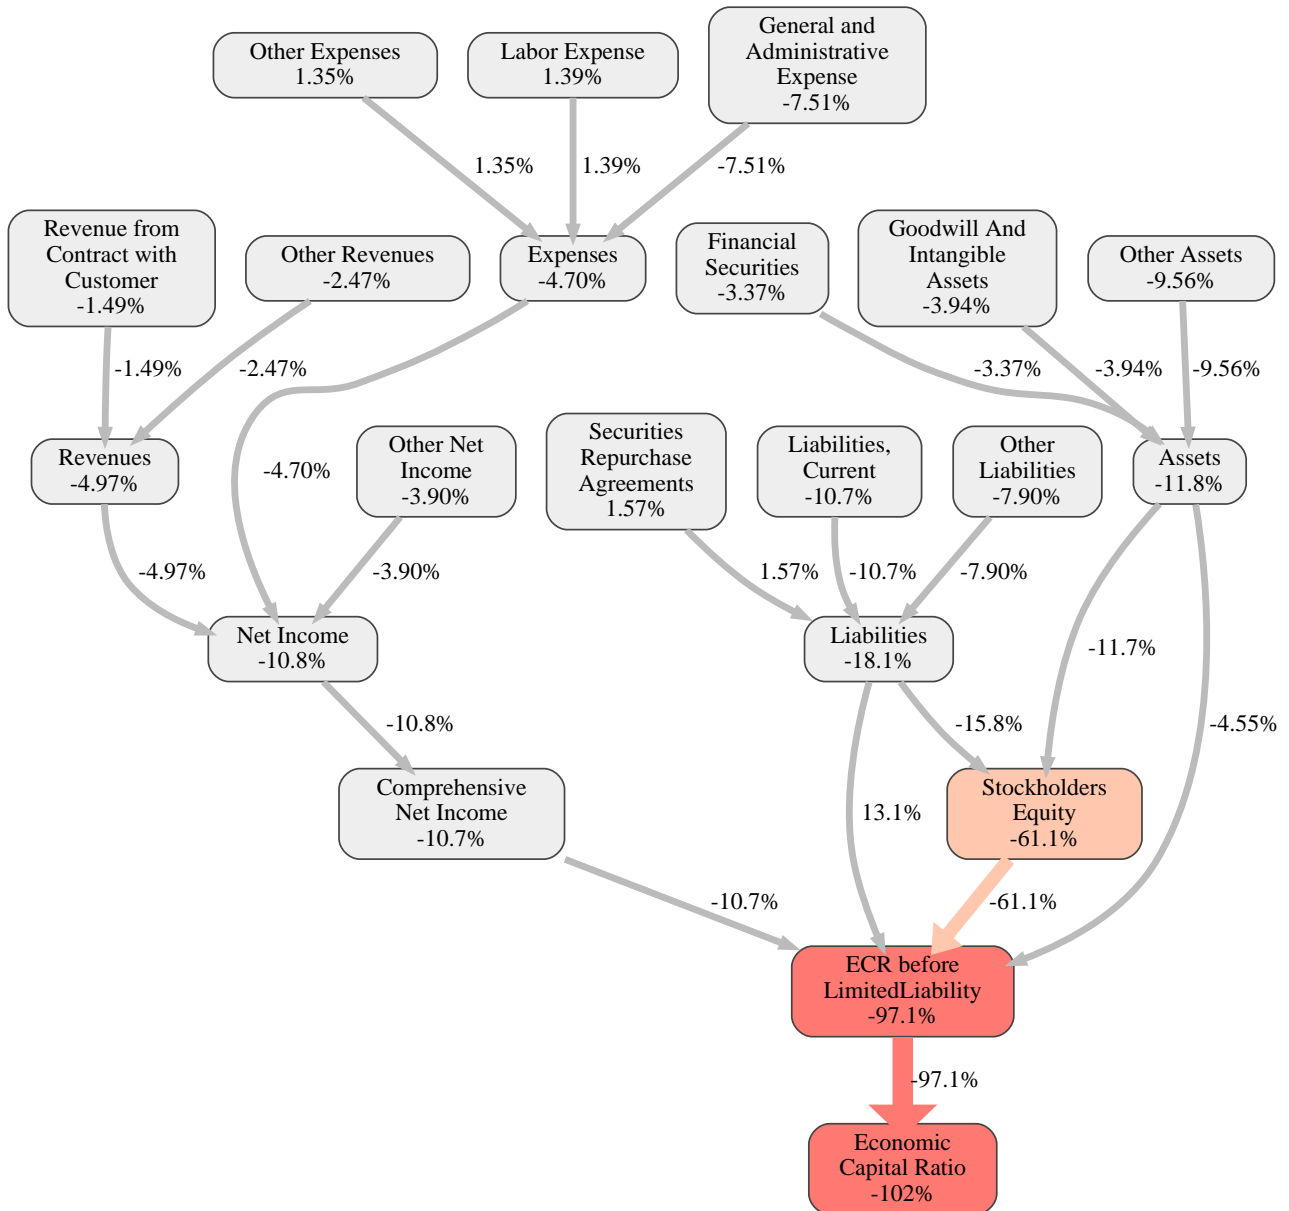 Other Expenses
1.35%
Labor Expense
1.39%
General and
Administrative
Expense
-7.51%
1.35%
1.39%
-7.51%
Revenue from
Contract with
Customer
-1.49%
Other Revenues
-2.47%
Expenses
-4.70%
Financial
Securities
-3.37%
Goodwill And
Intangible
Assets
-3.94%
Other Assets
-9.56%
-1.49%
-2.47%
-3.37%
-3.94%
-9.56%
Revenues
-4.97%
-4.70%
Other Net
Income
-3.90%
Securities
Repurchase
Agreements
1.57%
Liabilities,
Current
-10.7%
Other
Liabilities
-7.90%
Assets
-11.8%
-4.97%
-3.90%
1.57%
-10.7%
-7.90%
Net Income
-10.8%
Liabilities
-18.1%
-11.7%
-10.8%
-15.8%
-4.55%
Comprehensive
Net Income
-10.7%
13.1%
Stockholders
Equity
-61.1%
-10.7%
-61.1%
ECR before
LimitedLiability
-97.1%
-97.1%
Economic
Capital Ratio
-102%